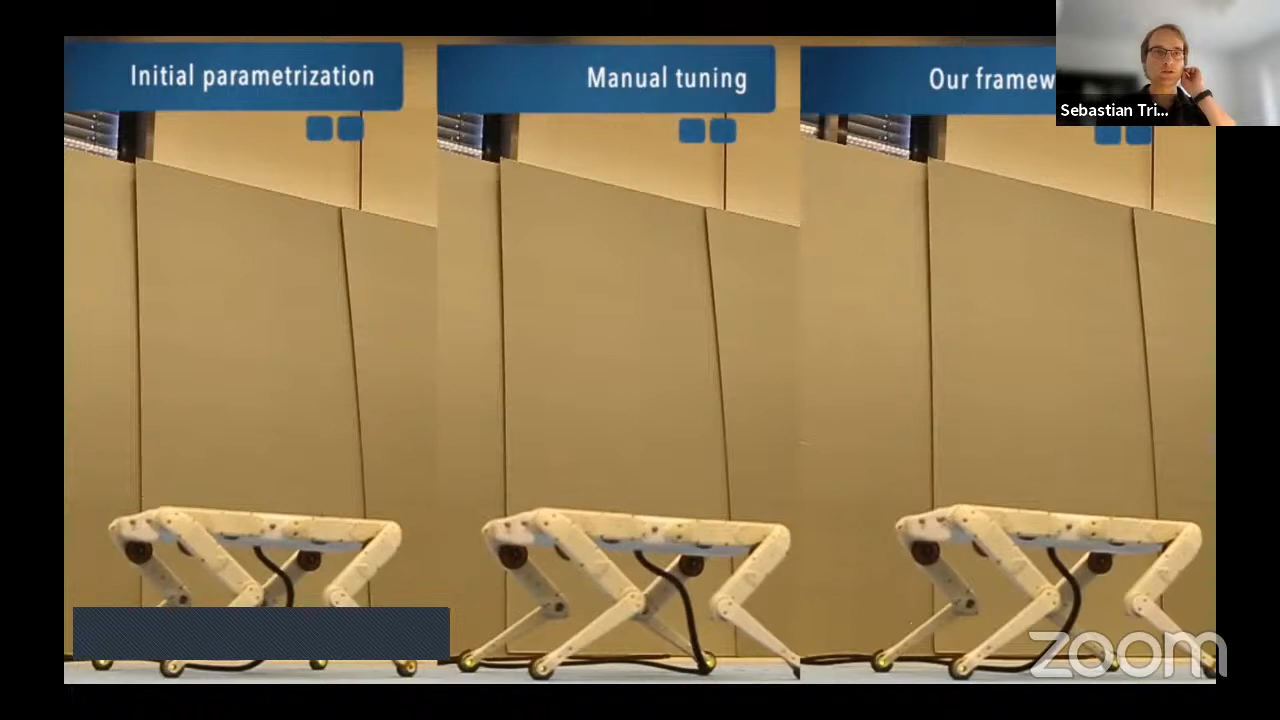 Initial parametrization
Manual tuning
Our framew
Sebastian Tri...
zoom